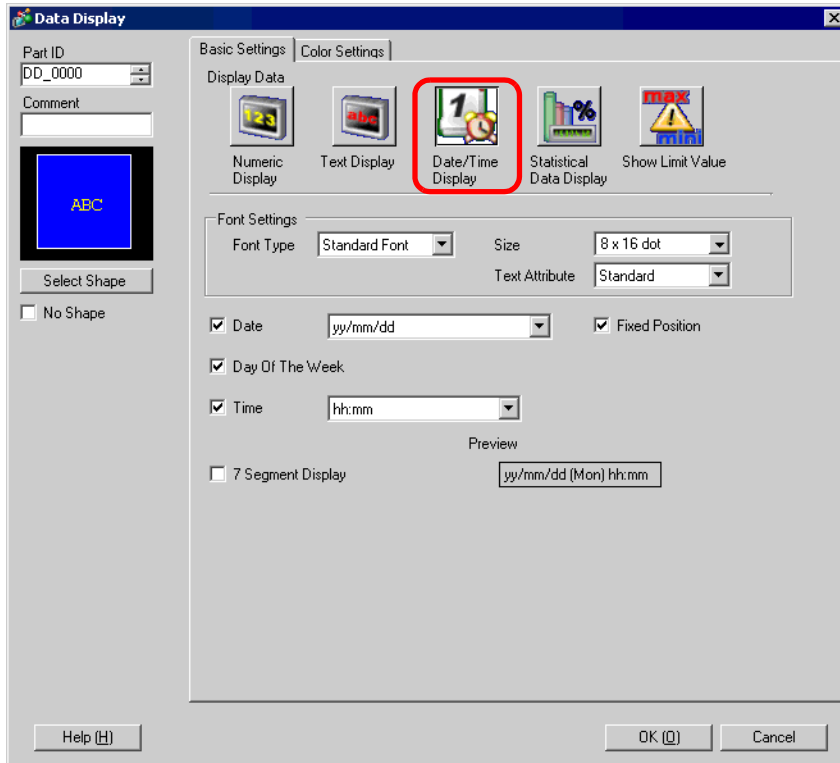 Data Display
Part ID
DD_0000
Comment
ABC
Select Shape
No Shape
Basic Settings
Color Settings
Display Data
123
abc
1
%
max
mini
Numeric
Display
Text Display
Date/Time
Display
Statistical
Data Display
Show Limit Value
Font Settings
Font Type
Standard Font
Size
8 x 16 dot
Text Attribute
Standard
Date
yy/mm/dd
Fixed Position
Day Of The Week
Time
hh:mm
Preview
7 Segment Display
yy/mm/dd (Mon) hh:mm
Help (H)
OK (O)
Cancel